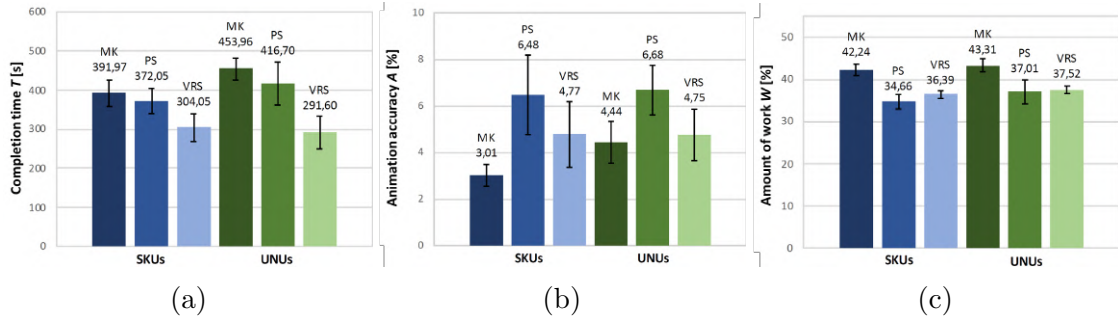 Completion time T [s]
600
500
400
300
200
100
0
MK
391,97
PS
372,05
VRS
304,05
MK
453,96
PS
416,70
VRS
291,60
SKUs
UNUs
(a)
Animation accuracy A [%]
10
8
6
4
2
0
MK
3,01
PS
6,48
VRS
4,77
MK
4,44
PS
6,68
VRS
4,75
SKUs
UNUs
(b)
Amount of work W [%]
50
40
30
20
10
0
MK
42,24
PS
34,66
VRS
36,39
MK
43,31
PS
37,01
VRS
37,52
SKUs
UNUs
(c)